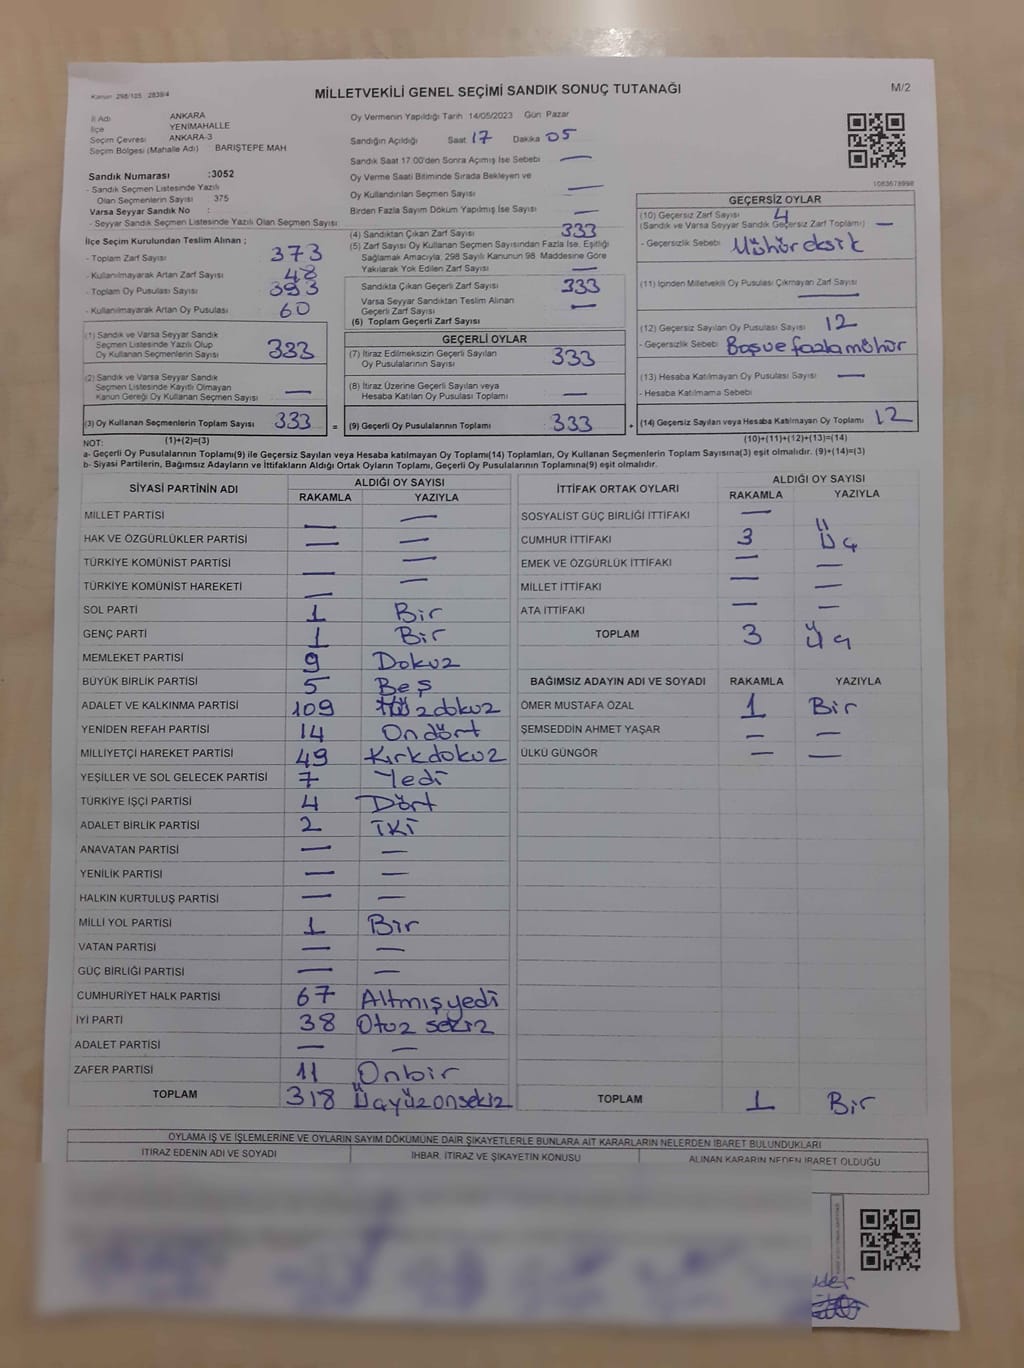 Kanun: 298/105 2839/4
MİLLETVEKİLİ GENEL SEÇİMİ SANDIK SONUÇ TUTANAĞI
M/2
İl Adı ANKARA
İlçe YENİMAHALLE
Seçim Çevresi ANKARA-3
Seçim Bölgesi (Mahalle Adı) BARIŞTEPE MAH
Sandık Numarası :3052
- Sandık Seçmen Listesinde Yazılı
Olan Seçmenlerin Sayısı 375
Varsa Seyyar Sandık No :
- Seyyar Sandık Seçmen Listesinde Yazılı Olan Seçmen Sayısı:
İlçe Seçim Kurulundan Teslim Alınan ;
- Toplam Zarf Sayısı 373
- Kullanılmayarak Artan Zarf Sayısı 48
- Toplam Oy Pusulası Sayısı 393
- Kullanılmayarak Artan Oy Pusulası 60
(1) Sandık ve Varsa Seyyar Sandık
Seçmen Listesinde Yazılı Olup
Oy Kullanan Seçmenlerin Sayısı 333
(2) Sandık ve Varsa Seyyar Sandık
Seçmen Listesinde Kayıtlı Olmayan
Kanun Gereği Oy Kullanan Seçmen Sayısı —
(3) Oy Kullanan Seçmenlerin Toplam Sayısı 333 =
Oy Vermenin Yapıldığı Tarih 14/05/2023 Gün: Pazar
Sandığın Açıldığı Saat 17 Dakika 05
Sandık Saat 17.00'den Sonra Açımış İse Sebebi —
Oy Verme Saati Bitiminde Sırada Bekleyen ve
Oy Kullandırılan Seçmen Sayısı —
Birden Fazla Sayım Döküm Yapılmış İse Sayısı —
(4) Sandıktan Çıkan Zarf Sayısı 333
(5) Zarf Sayısı Oy Kullanan Seçmen Sayısından Fazla İse, Eşitliği
Sağlamak Amacıyla, 298 Sayılı Kanunun 98. Maddesine Göre
Yakılarak Yok Edilen Zarf Sayısı —
Sandıkta Çıkan Geçerli Zarf Sayısı 333
Varsa Seyyar Sandıktan Teslim Alınan
Geçerli Zarf Sayısı —
(6) Toplam Geçerli Zarf Sayısı
GEÇERLİ OYLAR
(7) İtiraz Edilmeksizin Geçerli Sayılan
Oy Pusulalarının Sayısı 333
(8) İtiraz Üzerine Geçerli Sayılan veya
Hesaba Katılan Oy Pusulası Toplamı —
(9) Geçerli Oy Pusulalarının Toplamı 333 +
1083678998
GEÇERSİZ OYLAR
(10) Geçersiz Zarf Sayısı 4
(Sandık ve Varsa Seyyar Sandık Geçersiz Zarf Toplamı) —
- Geçersizlik Sebebi Mühür eksik
(11) İçinden Milletvekili Oy Pusulası Çıkmayan Zarf Sayısı
—
(12) Geçersiz Sayılan Oy Pusulası Sayısı 12
- Geçersizlik Sebebi Boş ve fazla mühür
(13) Hesaba Katılmayan Oy Pusulası Sayısı —
- Hesaba Katılmama Sebebi
(14) Geçersiz Sayılan veya Hesaba Katılmayan Oy Toplamı 12
NOT: (1)+(2)=(3) (10)+(11)+(12)+(13)=(14)
a- Geçerli Oy Pusulalarının Toplamı(9) ile Geçersiz Sayılan veya Hesaba katılmayan Oy Toplamı(14) Toplamları, Oy Kullanan Seçmenlerin Toplam Sayısına(3) eşit olmalıdır. (9)+(14)=(3)
b- Siyasi Partilerin, Bağımsız Adayların ve İttifakların Aldığı Ortak Oyların Toplamı, Geçerli Oy Pusulalarının Toplamına(9) eşit olmalıdır.
SİYASİ PARTİNİN ADI ALDIĞI OY SAYISI
RAKAMLA YAZIYLA
MİLLET PARTİSİ — —
HAK VE ÖZGÜRLÜKLER PARTİSİ — —
TÜRKİYE KOMÜNİST PARTİSİ — —
TÜRKİYE KOMÜNİST HAREKETİ — —
SOL PARTİ 1 Bir
GENÇ PARTİ 1 Bir
MEMLEKET PARTİSİ 9 Dokuz
BÜYÜK BİRLİK PARTİSİ 5 Beş
ADALET VE KALKINMA PARTİSİ 109 Yüzdokuz
YENİDEN REFAH PARTİSİ 14 Ondört
MİLLİYETÇİ HAREKET PARTİSİ 49 Kırkdokuz
YEŞİLLER VE SOL GELECEK PARTİSİ 7 Yedi
TÜRKİYE İŞÇİ PARTİSİ 4 Dört
ADALET BİRLİK PARTİSİ 2 İki
ANAVATAN PARTİSİ — —
YENİLİK PARTİSİ — —
HALKIN KURTULUŞ PARTİSİ — —
MİLLİ YOL PARTİSİ 1 Bir
VATAN PARTİSİ — —
GÜÇ BİRLİĞİ PARTİSİ — —
CUMHURİYET HALK PARTİSİ 67 Altmışyedi
İYİ PARTİ 38 Otuz sekiz
ADALET PARTİSİ — —
ZAFER PARTİSİ 11 Onbir
TOPLAM 318 Üçyüzonsekiz
İTTİFAK ORTAK OYLARI ALDIĞI OY SAYISI
RAKAMLA YAZIYLA
SOSYALİST GÜÇ BİRLİĞİ İTTİFAKI —
CUMHUR İTTİFAKI 3 Üç
EMEK VE ÖZGÜRLÜK İTTİFAKI — —
MİLLET İTTİFAKI — —
ATA İTTİFAKI — —
TOPLAM 3 Üç
BAĞIMSIZ ADAYIN ADI VE SOYADI RAKAMLA YAZIYLA
ÖMER MUSTAFA ÖZAL 1 Bir
ŞEMSEDDİN AHMET YAŞAR — —
ÜLKÜ GÜNGÖR — —
TOPLAM 1 Bir
OYLAMA İŞ VE İŞLEMLERİNE VE OYLARIN SAYIM DÖKÜMÜNE DAİR ŞİKAYETLERLE BUNLARA AİT KARARLARIN NELERDEN İBARET BULUNDUKLARI
İTİRAZ EDENİN ADI VE SOYADI İHBAR, İTİRAZ VE ŞİKAYETİN KONUSU ALINAN KARARIN NEDEN İBARET OLDUĞU